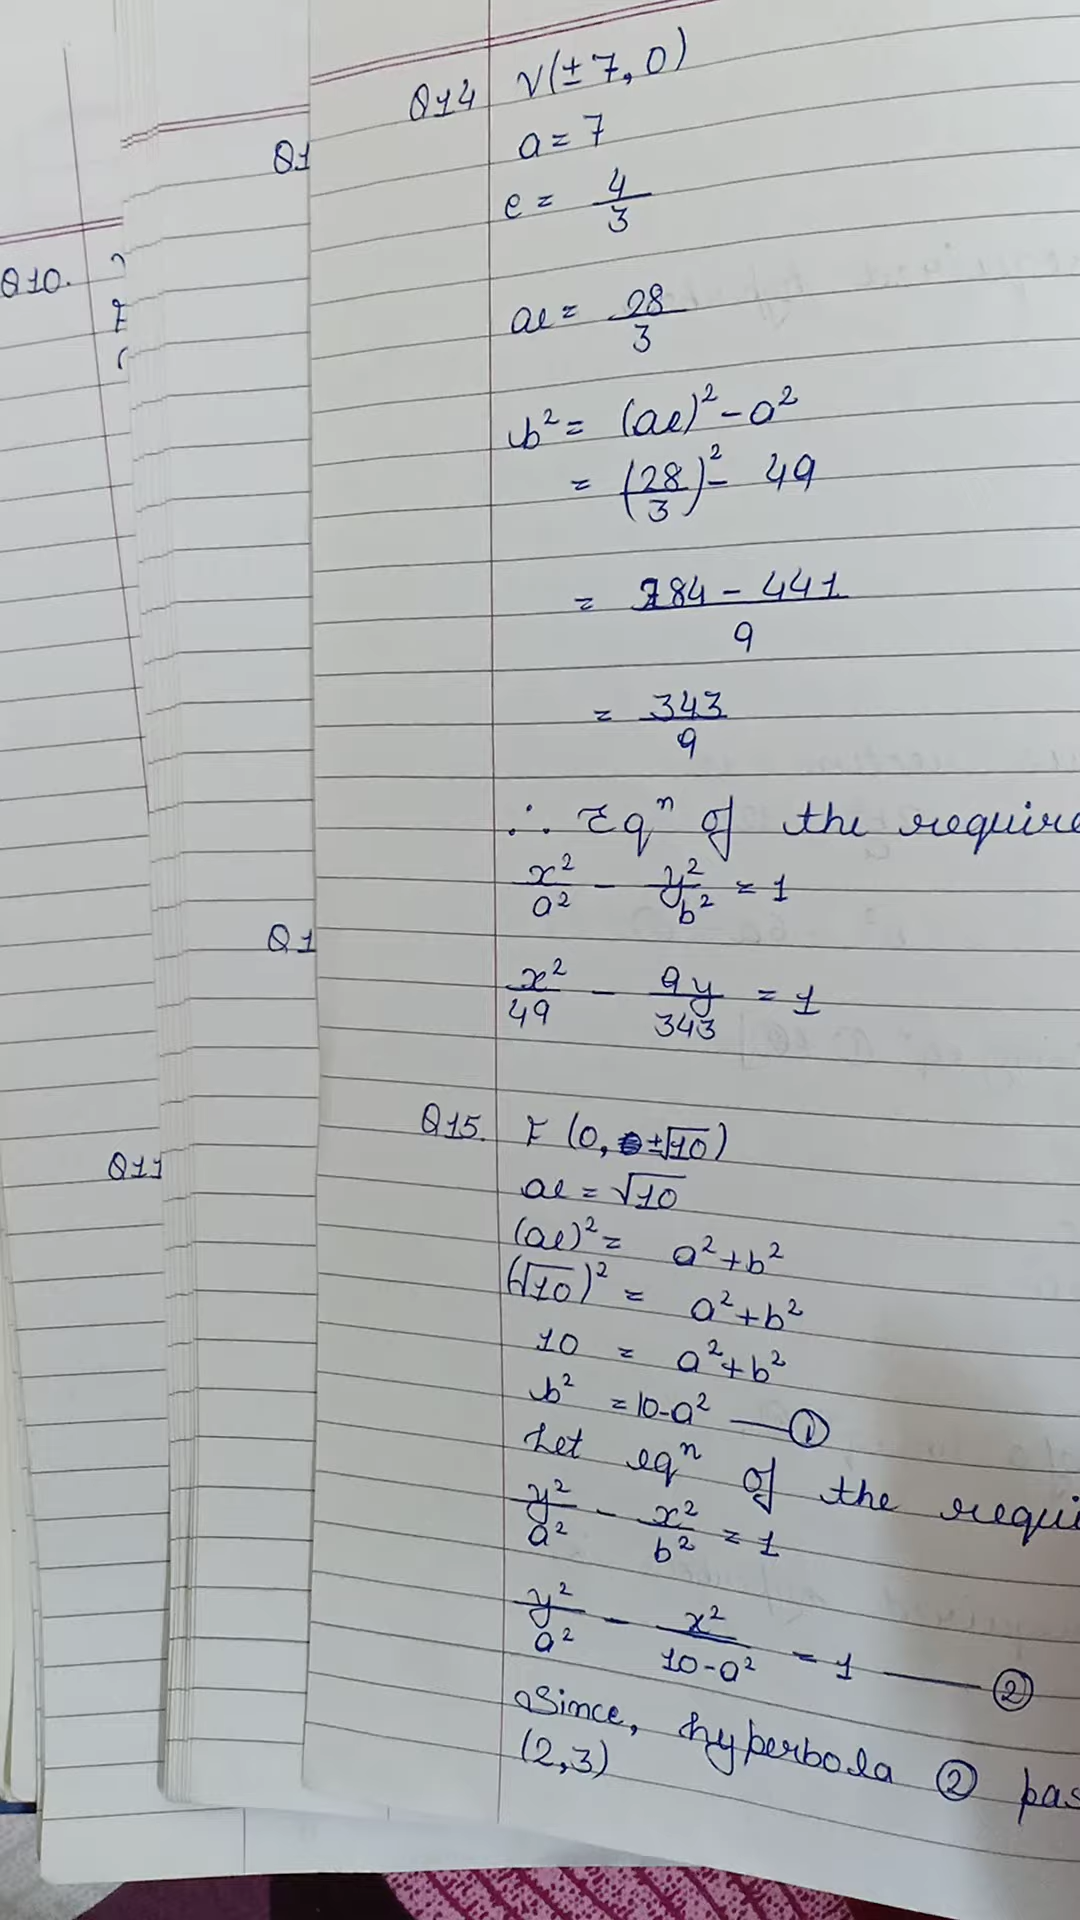 Q14 V(±7, 0)
a = 7
e = 4/3
ae = 28/3
b² = (ae)² - a²
= (28/3)² - 49
= 784 - 441 / 9
= 343/9
∴ Eqⁿ of the require
x²/a² - y²/b² = 1
x²/49 - 9y/343 = 1
Q15. F (0, ±√10)
ae = √10
(ae)² = a² + b²
(√10)² = a² + b²
10 = a² + b²
b² = 10 - a² — ①
Let eqⁿ of the requi
y²/a² - x²/b² = 1
y²/a² - x²/10 - a² = 1 — ②
Since, hyperbola ② pas
(2,3)
Q1
Q1
Q10.
Q11